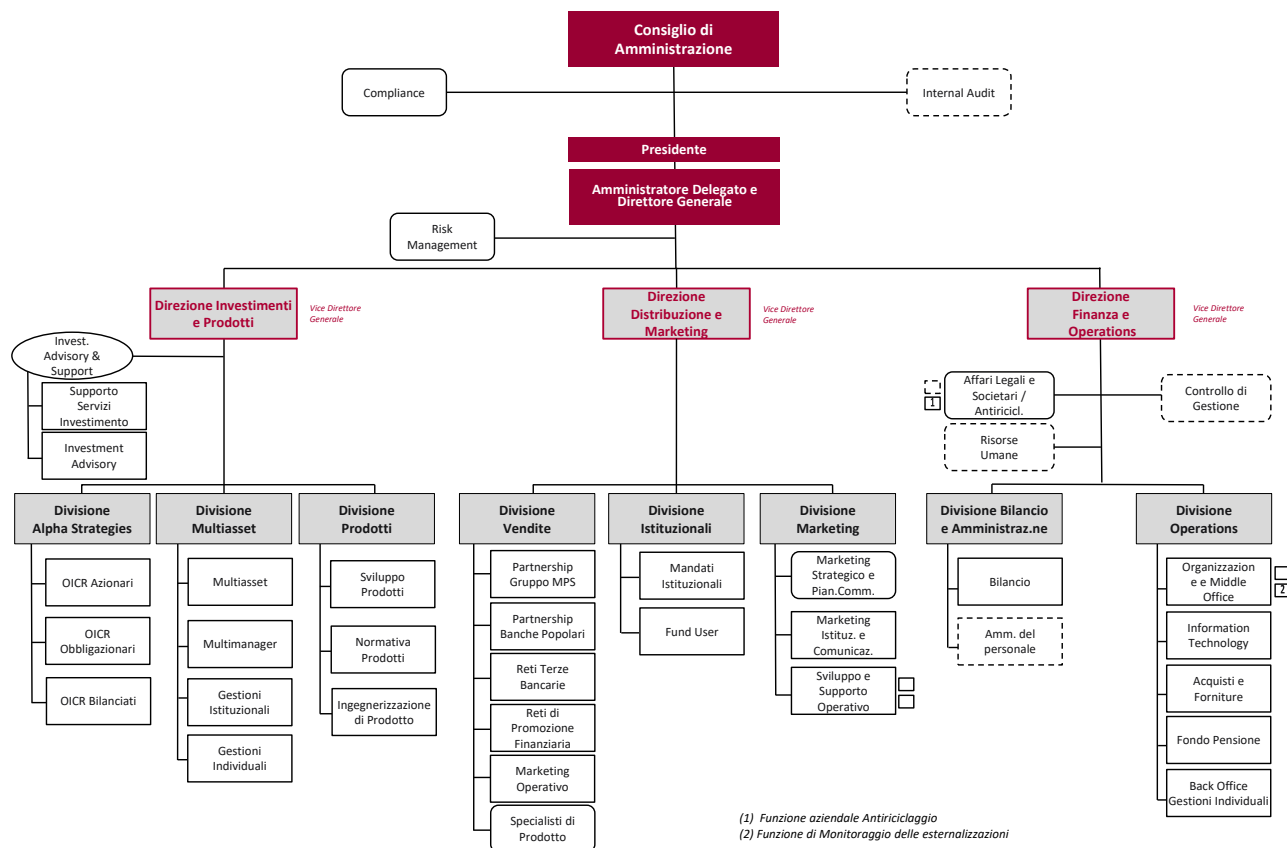 Consiglio di
Amministrazione
Compliance
Internal Audit
Presidente
Amministratore Delegato e
Direttore Generale
Risk
Management
Direzione Investimenti
e Prodotti
Vice Direttore
Generale
Direzione
Distribuzione e
Marketing
Vice Direttore
Generale
Direzione
Finanza e
Operations
Vice Direttore
Generale
Invest.
Advisory &
Support
Supporto
Servizi
Investimento
Investment
Advisory
1
Affari Legali e
Societari /
Antiricicl.
Controllo di
Gestione
Risorse
Umane
Divisione
Alpha Strategies
OICR Azionari
OICR
Obbligazionari
OICR Bilanciati
Divisione
Multiasset
Multiasset
Multimanager
Gestioni
Istituzionali
Gestioni
Individuali
Divisione
Prodotti
Sviluppo
Prodotti
Normativa
Prodotti
Ingegnerizzazione
di Prodotto
Divisione
Vendite
Partnership
Gruppo MPS
Partnership
Banche Popolari
Reti Terze
Bancarie
Reti di
Promozione
Finanziaria
Marketing
Operativo
Specialisti di
Prodotto
Divisione
Istituzionali
Mandati
Istituzionali
Fund User
Divisione
Marketing
Marketing
Strategico e
Pian.Comm.
Marketing
Istituz. e
Comunicaz.
Sviluppo e
Supporto
Operativo
Divisione Bilancio
e Amministraz.ne
Bilancio
Amm. del
personale
Divisione
Operations
Organizzazion
e e Middle
Office
2
Information
Technology
Acquisti e
Forniture
Fondo Pensione
Back Office
Gestioni Individuali
(1) Funzione aziendale Antiriciclaggio
(2) Funzione di Monitoraggio delle esternalizzazioni